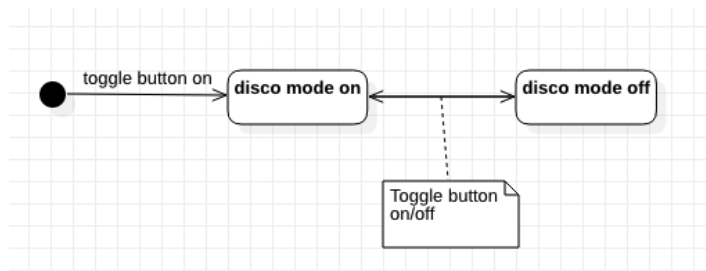 toggle button on
disco mode on
disco mode off
Toggle button
on/off